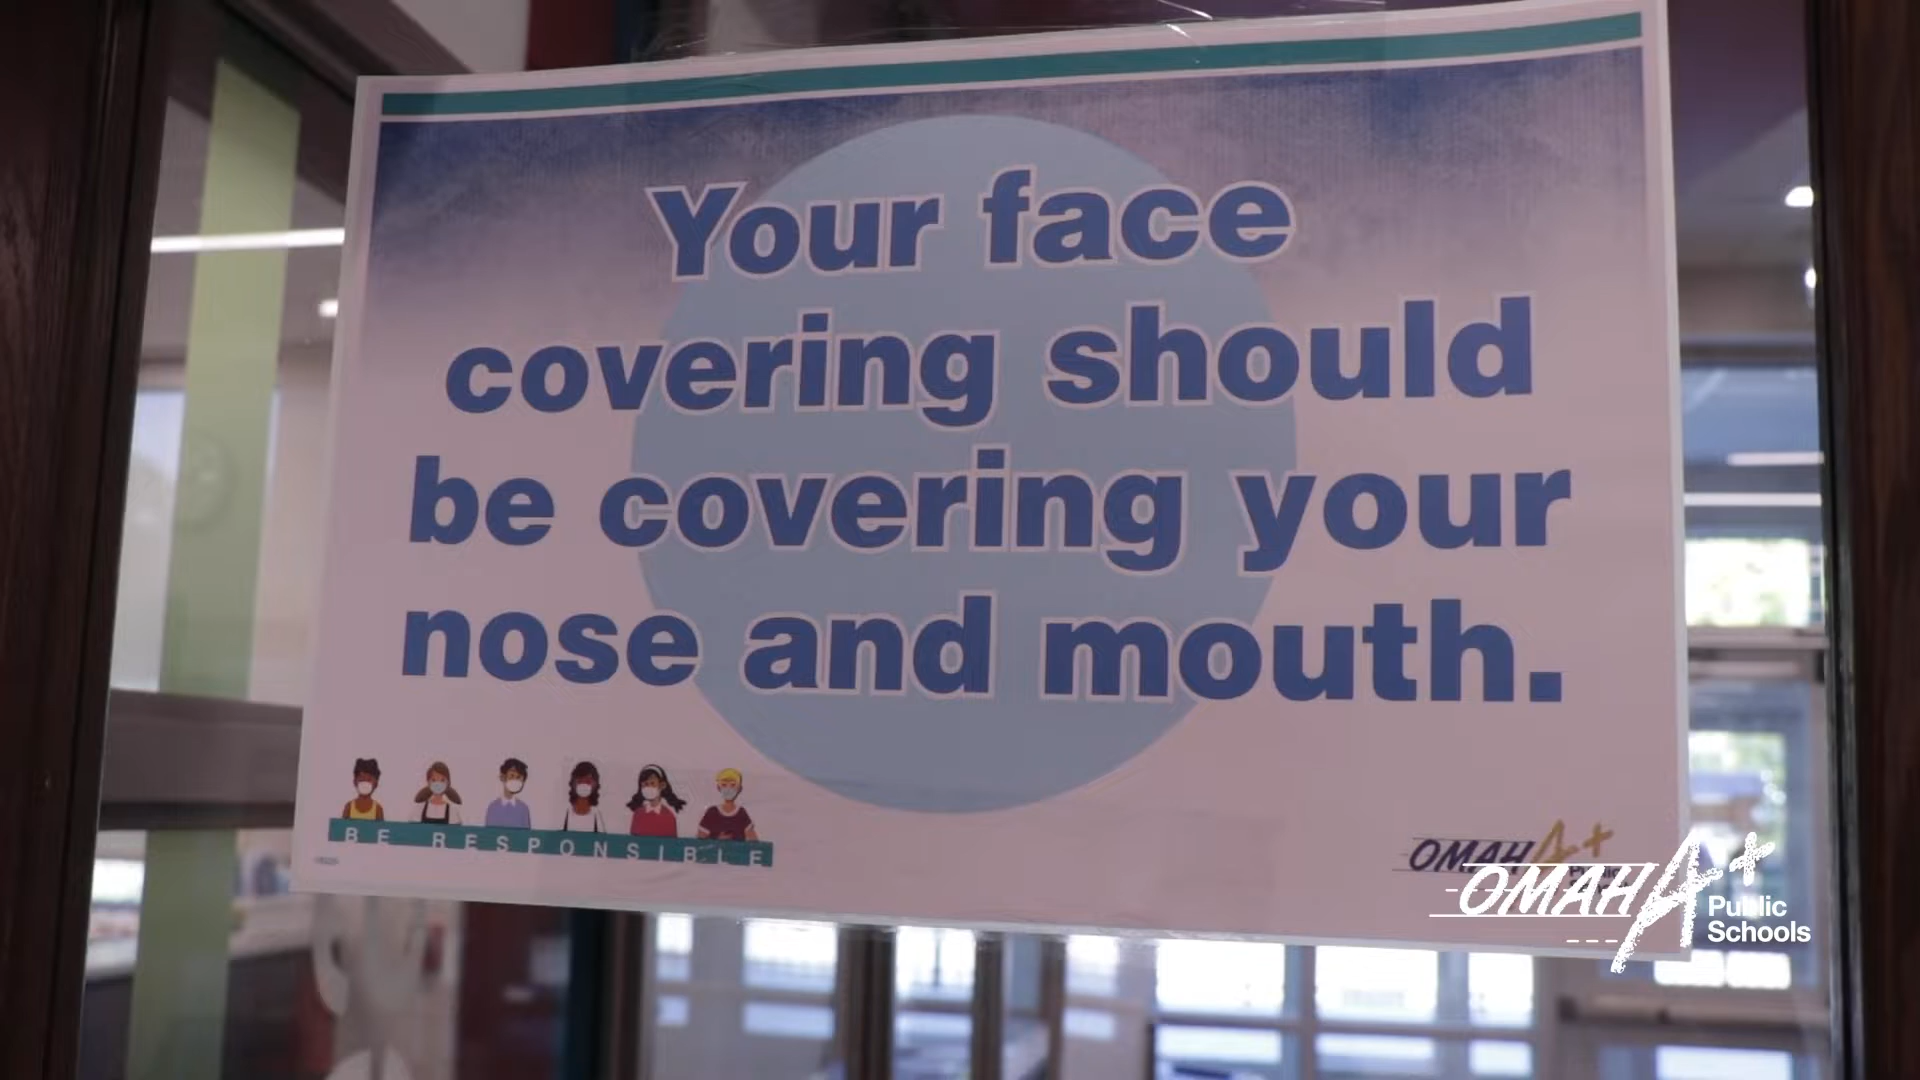 Your face
covering should
be covering your
nose and mouth.
BE RESPONSIBLE
OMAHA+
OMAHA+
Public
Schools